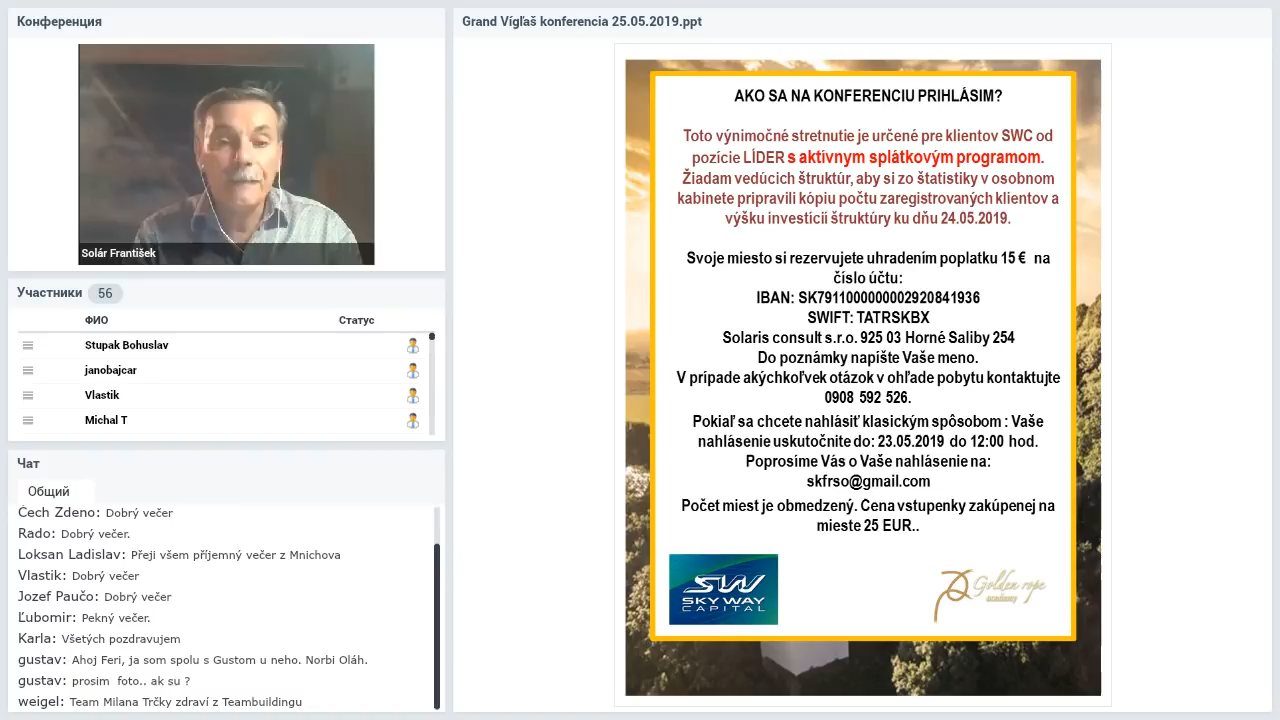 Конференция
Solár František
Участники 56
ФИО Статус
Stupak Bohuslav
janobajcar
Vlastik
Michal T
Чат
Общий
Čech Zdeno: Dobrý večer
Rado: Dobrý večer.
Loksan Ladislav: Přeji všem příjemný večer z Mnichova
Vlastik: Dobrý večer
Jozef Paučo: Dobrý večer
Ľubomir: Pekný večer.
Karla: Všetých pozdravujem
gustav: Ahoj Feri, ja som spolu s Gustom u neho. Norbi Oláh.
gustav: prosim foto.. ak su ?
weigel: Team Milana Trčky zdraví z Teambuildingu
Grand Vígľaš konferencia 25.05.2019.ppt
AKO SA NA KONFERENCIU PRIHLÁSIM?
Toto výnimočné stretnutie je určené pre klientov SWC od
pozície LÍDER s aktívnym splátkovým programom.
Žiadam vedúcich štruktúr, aby si zo štatistiky v osobnom
kabinete pripravili kópiu počtu zaregistrovaných klientov a
výšku investícii štruktúry ku dňu 24.05.2019.
Svoje miesto si rezervujete uhradením poplatku 15 € na
číslo účtu:
IBAN: SK7911000000002920841936
SWIFT: TATRSKBX
Solaris consult s.r.o. 925 03 Horné Saliby 254
Do poznámky napíšte Vaše meno.
V prípade akýchkoľvek otázok v ohľade pobytu kontaktujte
0908 592 526.
Pokiaľ sa chcete nahlásiť klasickým spôsobom : Vaše
nahlásenie uskutočnite do: 23.05.2019 do 12:00 hod.
Poprosíme Vás o Vaše nahlásenie na:
skfrso@gmail.com
Počet miest je obmedzený. Cena vstupenky zakúpenej na
mieste 25 EUR..
SW
SKY WAY
CAPITAL
Golden rope
academy